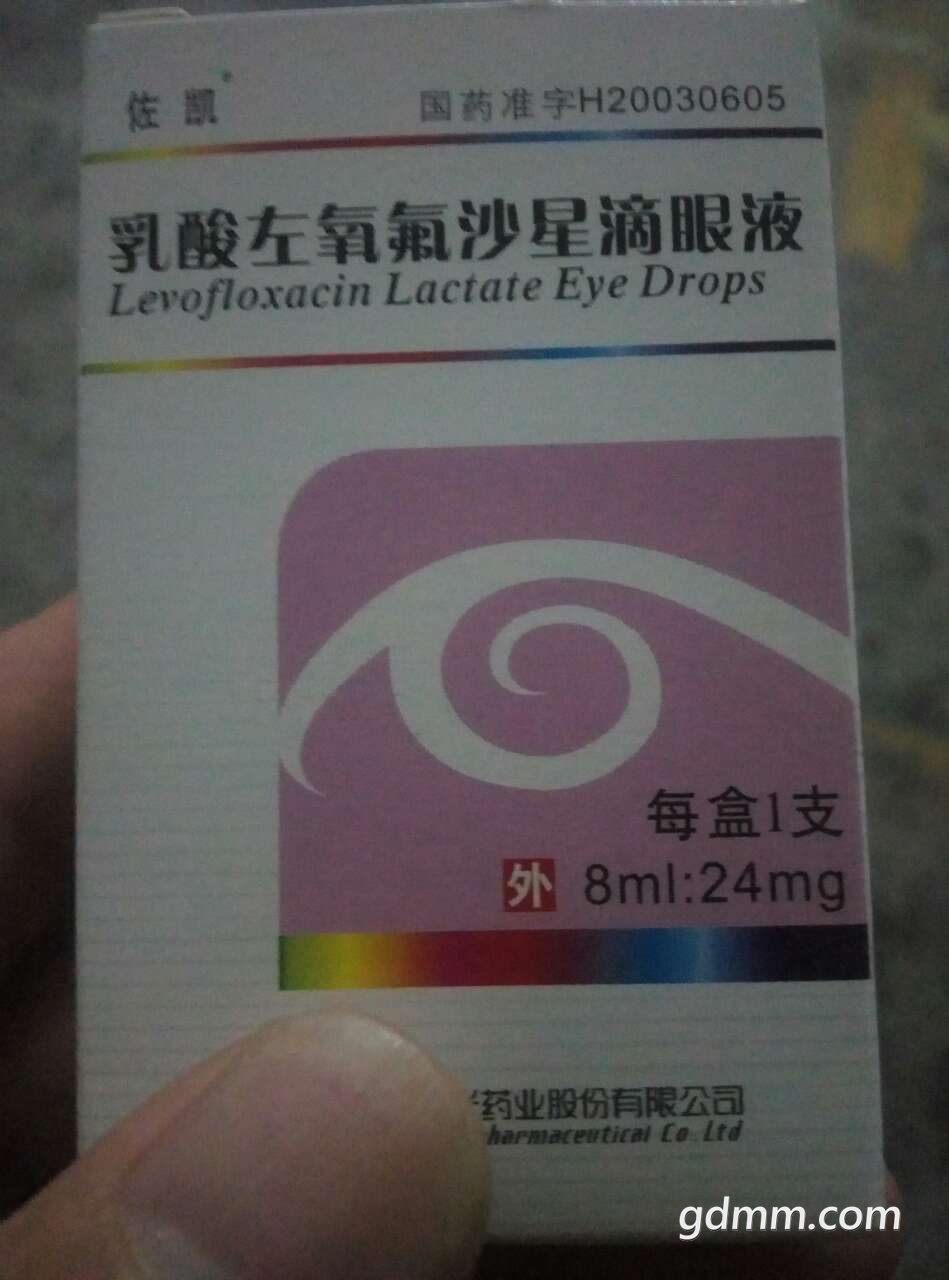 佐凯
国药准字H20030605
乳酸左氧氟沙星滴眼液
Levofloxacin Lactate Eye Drops
每盒1支
外 8ml:24mg
药业股份有限公司
harmaceutical Co.Ltd
gdmm.com